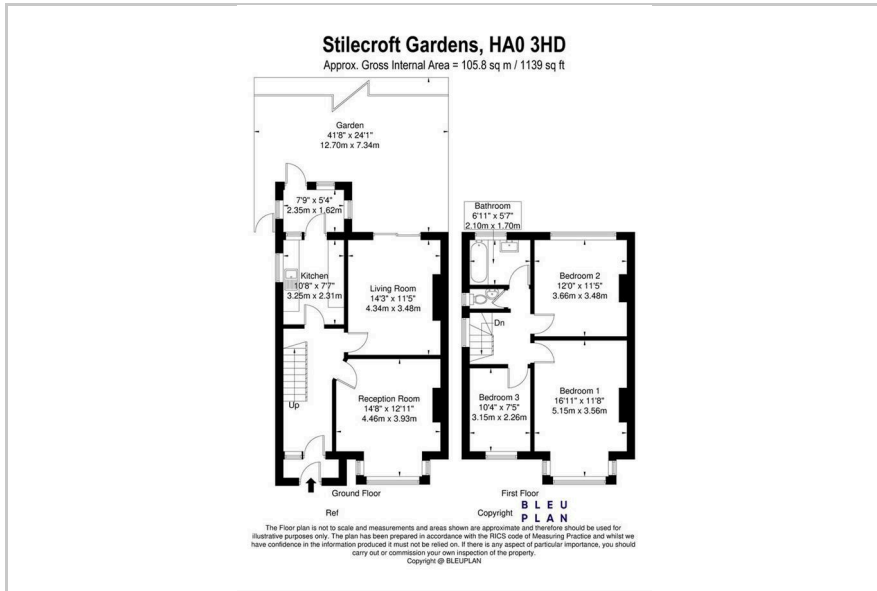 Stilecroft Gardens, HA0 3HD
Approx. Gross Internal Area = 105.8 sq m / 1139 sq ft
Garden
41'8" x 24'1"
12.70m x 7.34m
7'9" x 5'4"
2.35m x 1.62m
Kitchen
10'8" x 7'7"
3.25m x 2.31m
Living Room
14'3" x 11'5"
4.34m x 3.48m
Up
Reception Room
14'8" x 12'11"
4.46m x 3.93m
Ground Floor
Bathroom
6'11" x 5'7"
2.10m x 1.70m
Bedroom 2
12'0" x 11'5"
3.66m x 3.48m
Dn
Bedroom 3
10'4" x 7'5"
3.15m x 2.26m
Bedroom 1
16'11" x 11'8"
5.15m x 3.56m
First Floor
Ref
Copyright
BLEU
PLAN
The Floor plan is not to scale and measurements and areas shown are approximate and therefore should be used for
illustrative purposes only. The plan has been prepared in accordance with the RICS code of Measuring Practice and whilst we
have confidence in the information produced it must not be relied on. If there is any aspect of particular importance, you should
carry out or commission your own inspection of the property.
Copyright @ BLEUPLAN